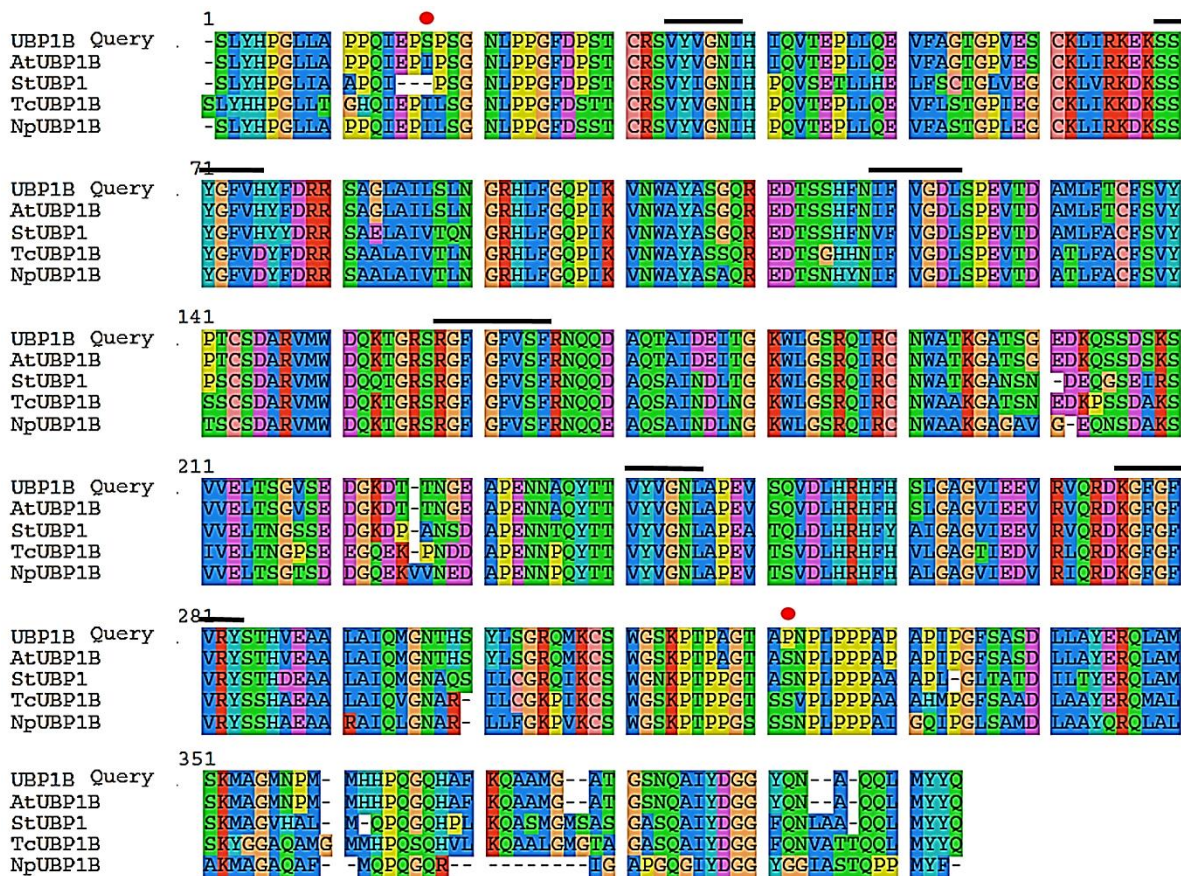 1
UBP1B Query . -SLYHPGLLA PPQIEPSPSG NLPPGFDPST CRSVYVGNIH IQVTEPLLQE VFAGTGPVES CKLIRKEKSS
AtUBP1B -SLYHPGLLA PPQIEPIPSG NLPPGFDPST CRSVYVGNIH IQVTEPLLQE VFAGTGPVES CKLIRKEKSS
StUBP1 -SLYHPGLIA APQI---PSG NLPPGFDPST CRSVYVGNIH PQVSETLLHE LFSCTGLVEG CKLIRKEKSS
TcUBP1B SLYHHPGLLT GHQIEPILSG NLPPGFDSTT CRSVYVGNIH PQVTEPLLQE VFLSTGPIEG CKLIKKDKSS
NpUBP1B -SLYHPGLLA PPQIEPILSG NLPPGFDSST CRSVYVGNIH PQVTEPLLQE VFASTGPLEG CKLIRKDKSS
71
UBP1B Query YGFVHYFDRR SAGLAILSLN GRHLFGQPIK VNWAYASGQR EDTSSHFNIF VGDLSPEVTD AMLFTCFSVY
AtUBP1B YGFVHYFDRR SAGLAILSLN GRHLFGQPIK VNWAYASGQR EDTSSHFNIF VGDLSPEVTD AMLFTCFSVY
StUBP1 YGFVHYYDRR SAELAIVTQN GRHLFGQPIK VNWAYASGQR EDTSSHFNVF VGDLSPEVTD AMLFACFSVY
TcUBP1B YGFVDYFDRR SAALAIVTLN GRHLFGQPIK VNWAYASSQR EDTSGHHNIF VGDLSPEVTD ATLFACFSVY
NpUBP1B YGFVDYFDRR SAALAIVTLN GRHLFGQPIK VNWAYASAQR EDTSNHYNIF VGDLSPEVTD ATLFACFSVY
141
UBP1B Query PTCSDARVMW DQKTGRSRGF GFVSFRNQQD AQTAIDEITG KWLGSRQIRC NWATKGATSG EDKQSSDSKS
AtUBP1B PTCSDARVMW DQKTGRSRGF GFVSFRNQQD AQTAIDEITG KWLGSRQIRC NWATKGATSG EDKQSSDSKS
StUBP1 PSCSDARVMW DQQTGRSRGF GFVSFRNQQD AQSAINDLTG KWLGSRQIRC NWATKGANSN -DEQGSEIRS
TcUBP1B SSCSDARVMW DQKTGRSRGF GFVSFRNQQD AQSAINDLTG KWLGSRQIRC NWAAKGATSN EDKPSSDAKS
NpUBP1B TSCSDARVMW DQKTGRSRGF GFVSFRNQQE AQSAINDLNG KWLGSRQIRC NWAAKGAGAV G-EQNSDAKS
211
UBP1B Query . VVELTSGVSE DGKDT-TNGE APENNAQYTT VYVGNLAPEV SQVDLHRHFH SLGAGVIEEV RVQRDKGFGF
AtUBP1B VVELTSGVSE DGKDT-TNGE APENNAQYTT VYVGNLAPEV SQVDLHRHFH SLGAGVIEEV RVQRDKGFGF
StUBP1 VVELTNGSSE DGKDP-ANSD APENNTQYTT VYVGNLAPEA TQLDLHRHFY ALGAGVIEEV RVQRDKGFGF
TcUBP1B IVELTNGPSE EGQEK-PNDD APENNPQYTT VYVGNLAPEV TSVDLHRHFH VLGAGTIEDV RLQRDKGFGF
NpUBP1B VVELTSGTSD DGQEKVVNED APENNPQYTT VYVGNLAPEV TSVDLHRHFH ALGAGVIEDV RIQRDKGFGF
281
UBP1B Query . VRYSTHVEAA LAIQMGNTHS YLSGRQMKCS WGSKPTPAGT APNPLPPPAP APIPGFSASD LLAYERQLAM
AtUBP1B VRYSTHVEAA LAIQMGNTHS YLSGRQMKCS WGSKPTPAGT ASNPLPPPAP APIPGFSASD LLAYERQLAM
StUBP1 VRYSTHDEAA LAIQMGNAQS ILCGRQIKCS WGNKPTPPGT ASNPLPPPAA APL-GLTATD ILTYERQLAM
TcUBP1B VRYSSHAEAA LAIQMGNAR- ILCGKPIKCS WGSKPTPPGT SSVPLPPPAA AHMPGFSAAD LAAYERQMAL
NpUBP1B VRYSSHAEAA RAIQLGNAR- LLFGKPVKCS WGSKPTPPGS SSNPLPPPAI GQIPGLSAMD LAAYQRQLAL
351
UBP1B Query . SKMAGMNPM- MHHPQGQHAF KQAAMG--AT GSNQAIYDGG YQN--A-QQL MYYQ
AtUBP1B SKMAGMNPM- MHHPQGQHAF KQAAMG--AT GSNQAIYDGG YQN--A-QQL MYYQ
StUBP1 SKMAGVHAL- M-QPQGQHPL KQASMGMSAS GASQAIYDGG FQNLAA-QQL MYYQ
TcUBP1B SKYGGAQAMG MMHPQSQHVL KQAALGMGTA GASQAIYDGG FQNVATTQQL MYYQ
NpUBP1B AKMAGAQAF- MQPQGQR-- --------IG APGQGIYDGG YGGIASTQPP MYF-